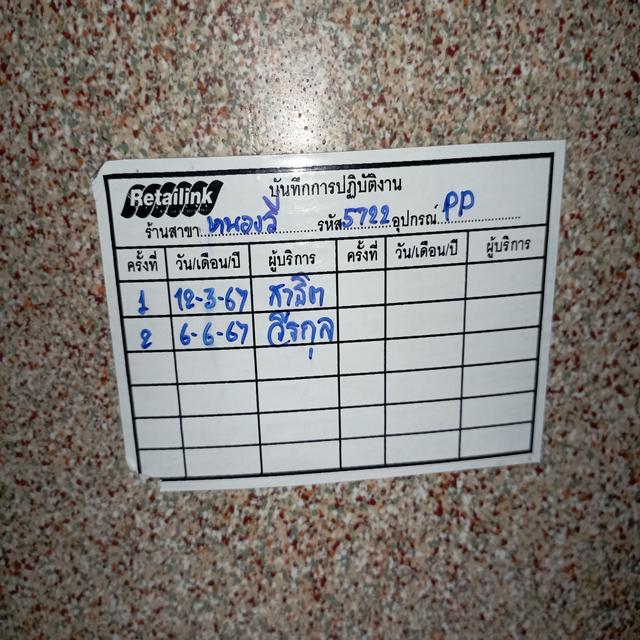 Retailink
บันทึกการปฏิบัติงาน
ร้านสาขา หนองวี รหัส 5722 อุปกรณ์ PP
ครั้งที่ วัน/เดือน/ปี ผู้บริการ ครั้งที่ วัน/เดือน/ปี ผู้บริการ
1 12-3-67 สาธิต
2 6-6-67 อีรกุล